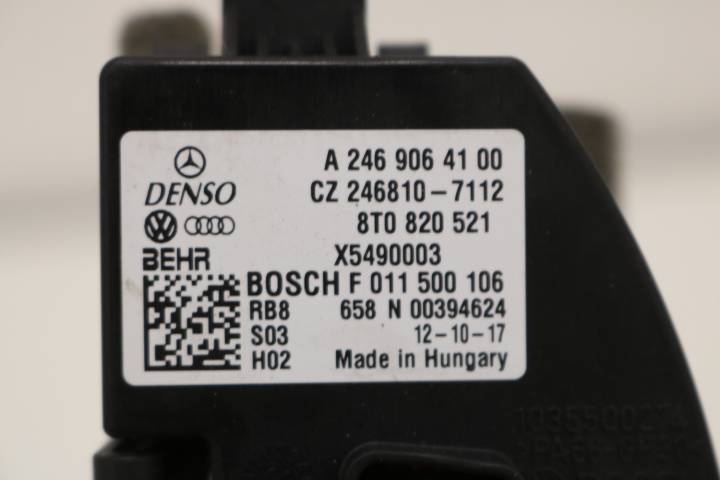 A 246 906 41 00
DENSO CZ 246810-7112
8T0 820 521
BEHR X5490003
BOSCH F 011 500 106
RB8 658 N 00394624
S03 12-10-17
H02 Made in Hungary